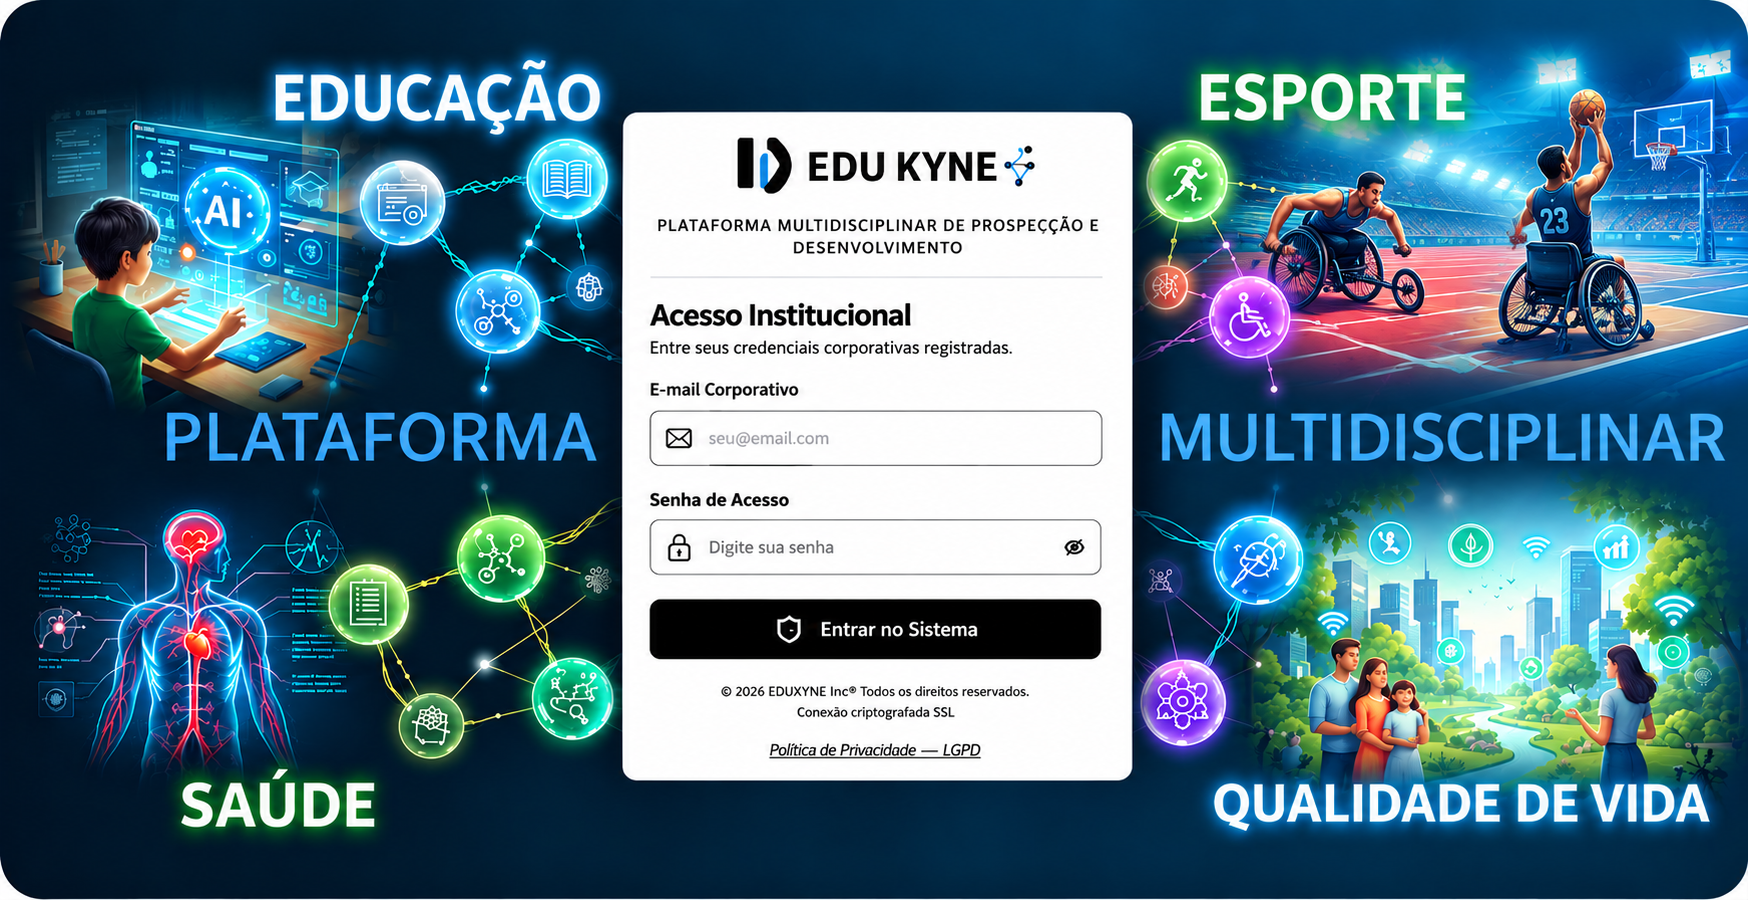 EDUCAÇÃO
ESPORTE
AI
23
EDU KYNE
PLATAFORMA MULTIDISCIPLINAR DE PROSPECÇÃO E
DESENVOLVIMENTO
Acesso Institucional
Entre seus credenciais corporativas registradas.
E-mail Corporativo
seu@email.com
Senha de Acesso
Digite sua senha
Entrar no Sistema
© 2026 EDUXYNE Inc® Todos os direitos reservados.
Conexão criptografada SSL
Política de Privacidade — LGPD
PLATAFORMA
MULTIDISCIPLINAR
SAÚDE
QUALIDADE DE VIDA